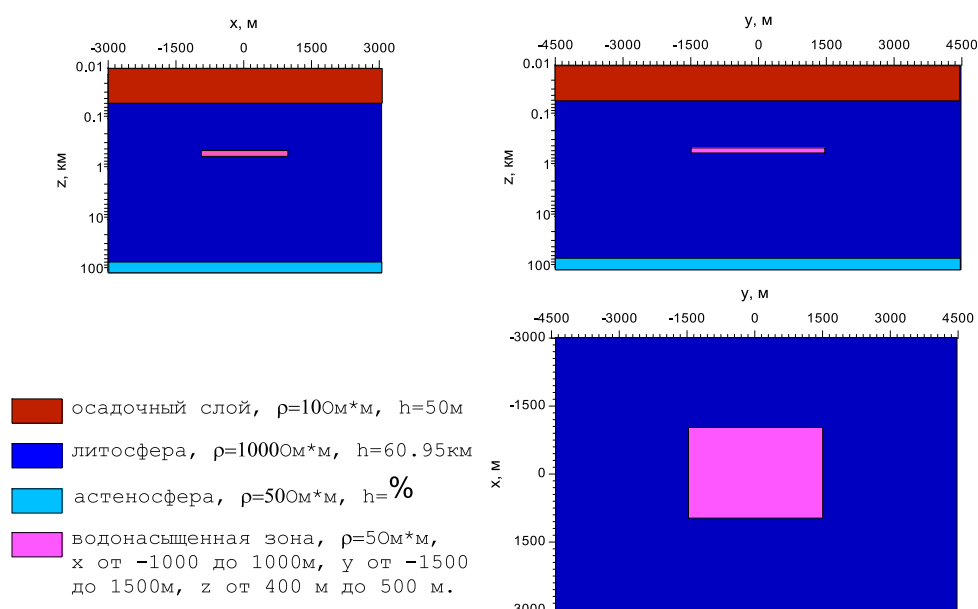 x, м
-3000 -1500 0 1500 3000
0.01
0.1
1
10
100
z, км
y, м
-4500 -3000 -1500 0 1500 3000 4500
0.01
0.1
1
10
100
z, км
y, м
-4500 -3000 -1500 0 1500 3000 4500
-3000
-1500
0
1500
3000
x, м
осадочный слой, ρ=10Ом*м, h=50м
литосфера, ρ=1000Ом*м, h=60.95км
астеносфера, ρ=50Ом*м, h=%
водонасыщенная зона, ρ=5Ом*м,
x от -1000 до 1000м, y от -1500
до 1500м, z от 400 м до 500 м.